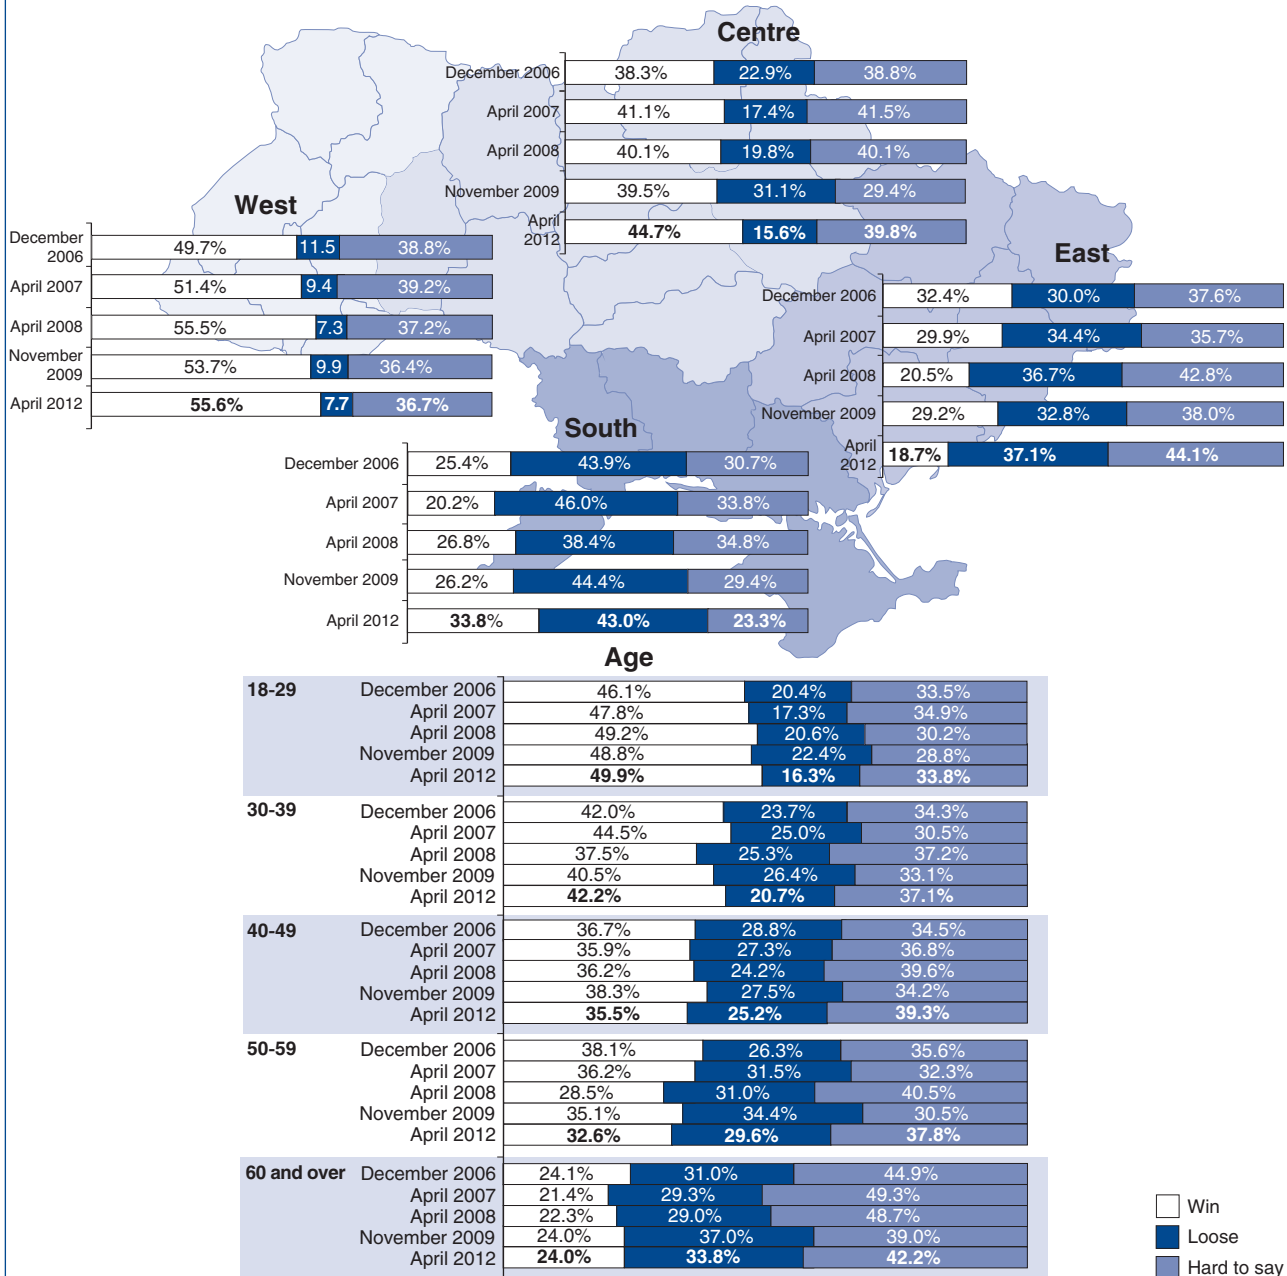 Centre
December 2006 38.3% 22.9% 38.8%
April 2007 41.1% 17.4% 41.5%
April 2008 40.1% 19.8% 40.1%
November 2009 39.5% 31.1% 29.4%
April
2012 44.7% 15.6% 39.8%
West
December
2006 49.7% 11.5 38.8%
April 2007 51.4% 9.4 39.2%
April 2008 55.5% 7.3 37.2%
November
2009 53.7% 9.9 36.4%
April 2012 55.6% 7.7 36.7%
East
December 2006 32.4% 30.0% 37.6%
April 2007 29.9% 34.4% 35.7%
April 2008 20.5% 36.7% 42.8%
November 2009 29.2% 32.8% 38.0%
April
2012 18.7% 37.1% 44.1%
South
December 2006 25.4% 43.9% 30.7%
April 2007 20.2% 46.0% 33.8%
April 2008 26.8% 38.4% 34.8%
November 2009 26.2% 44.4% 29.4%
April 2012 33.8% 43.0% 23.3%
Age
18-29 December 2006 46.1% 20.4% 33.5%
April 2007 47.8% 17.3% 34.9%
April 2008 49.2% 20.6% 30.2%
November 2009 48.8% 22.4% 28.8%
April 2012 49.9% 16.3% 33.8%
30-39 December 2006 42.0% 23.7% 34.3%
April 2007 44.5% 25.0% 30.5%
April 2008 37.5% 25.3% 37.2%
November 2009 40.5% 26.4% 33.1%
April 2012 42.2% 20.7% 37.1%
40-49 December 2006 36.7% 28.8% 34.5%
April 2007 35.9% 27.3% 36.8%
April 2008 36.2% 24.2% 39.6%
November 2009 38.3% 27.5% 34.2%
April 2012 35.5% 25.2% 39.3%
50-59 December 2006 38.1% 26.3% 35.6%
April 2007 36.2% 31.5% 32.3%
April 2008 28.5% 31.0% 40.5%
November 2009 35.1% 34.4% 30.5%
April 2012 32.6% 29.6% 37.8%
60 and over December 2006 24.1% 31.0% 44.9%
April 2007 21.4% 29.3% 49.3%
April 2008 22.3% 29.0% 48.7%
November 2009 24.0% 37.0% 39.0%
April 2012 24.0% 33.8% 42.2%
Win
Loose
Hard to say